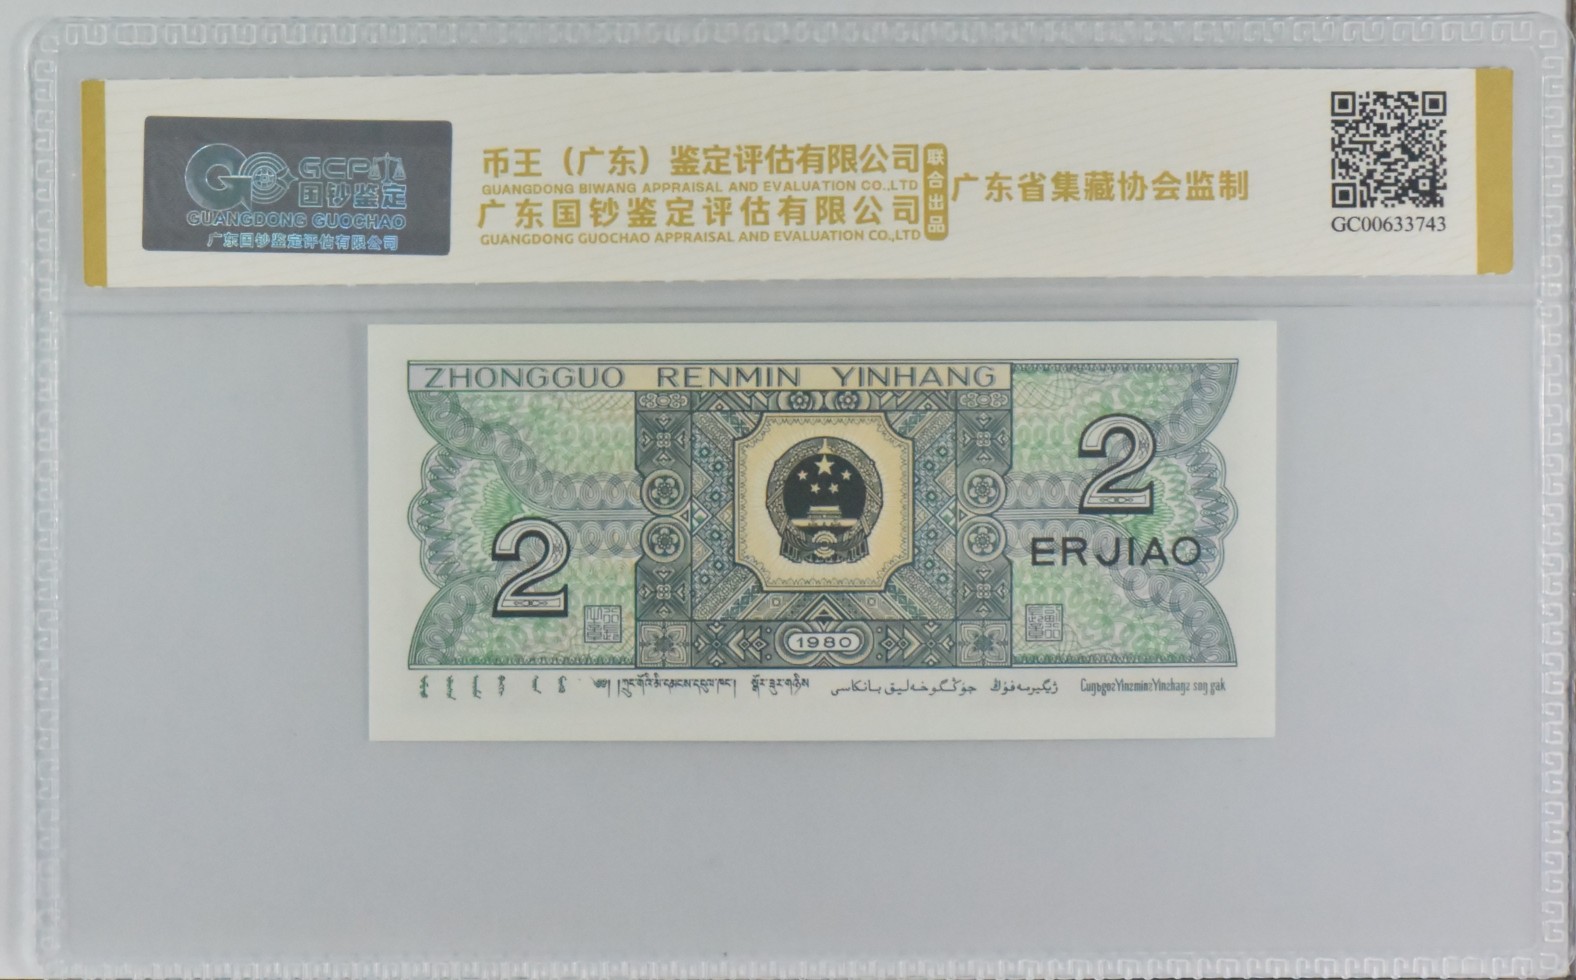 GCP
国钞鉴定
GUANGDONG GUOCHAO
广东国钞鉴定评估有限公司
币王（广东）鉴定评估有限公司
GUANGDONG BIWANG APPRAISAL AND EVALUATION CO.,LTD
广东国钞鉴定评估有限公司
GUANGDONG GUOCHAO APPRAISAL AND EVALUATION CO.,LTD
联合出品
广东省集藏协会监制
GC00633743
ZHONGGUO RENMIN YINHANG
2
ERJIAO
2
1980
جۇڭگوخەلىق بانكاسى